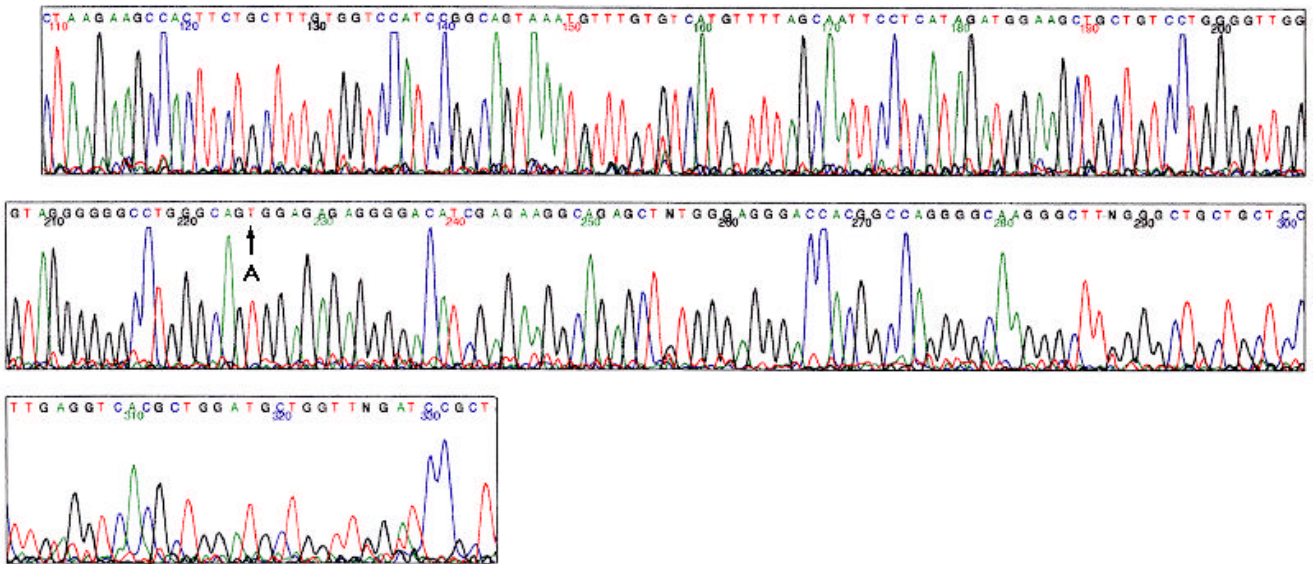 CTAAGAAGCCACTTCTGCTTTGTGGTCCATCCGGCAGTAAATGTTTGTGTCATGTTTTAGCAATTCCTCATAGATGGAAGCTGCTGTCCTGGGGTTGG
110 120 130 140 150 160 170 180 190 200
GTAGGGGGGCCTGGGCAGTGGAGAGAGGGGACATCGAGAAGGCAGAGCTNTGGGAGGGACCACGGCCAGGGGCAAGGGCTTNGGGCTGCTGCTCC
210 220 230 240 250 260 270 280 290 300
A
TTGAGGTCACGCTGGATGCTGGTTNGATCCGCT
310 320 330